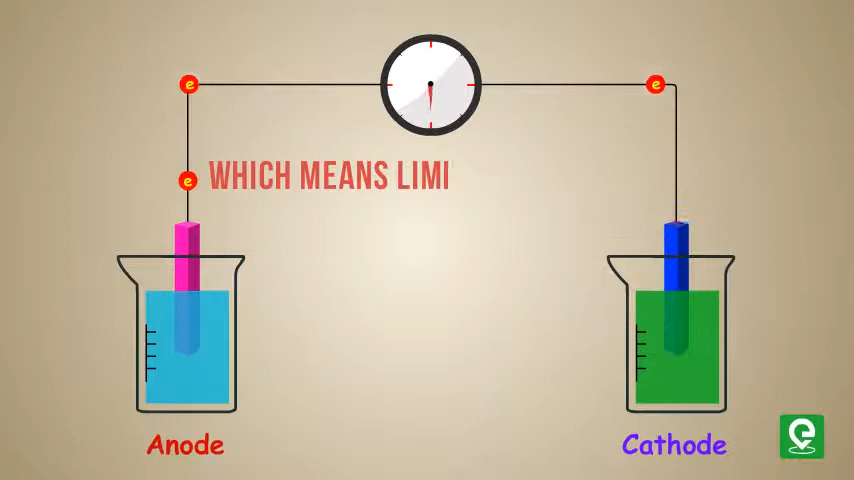 e
e
e
WHICH MEANS LIMI
Anode
Cathode